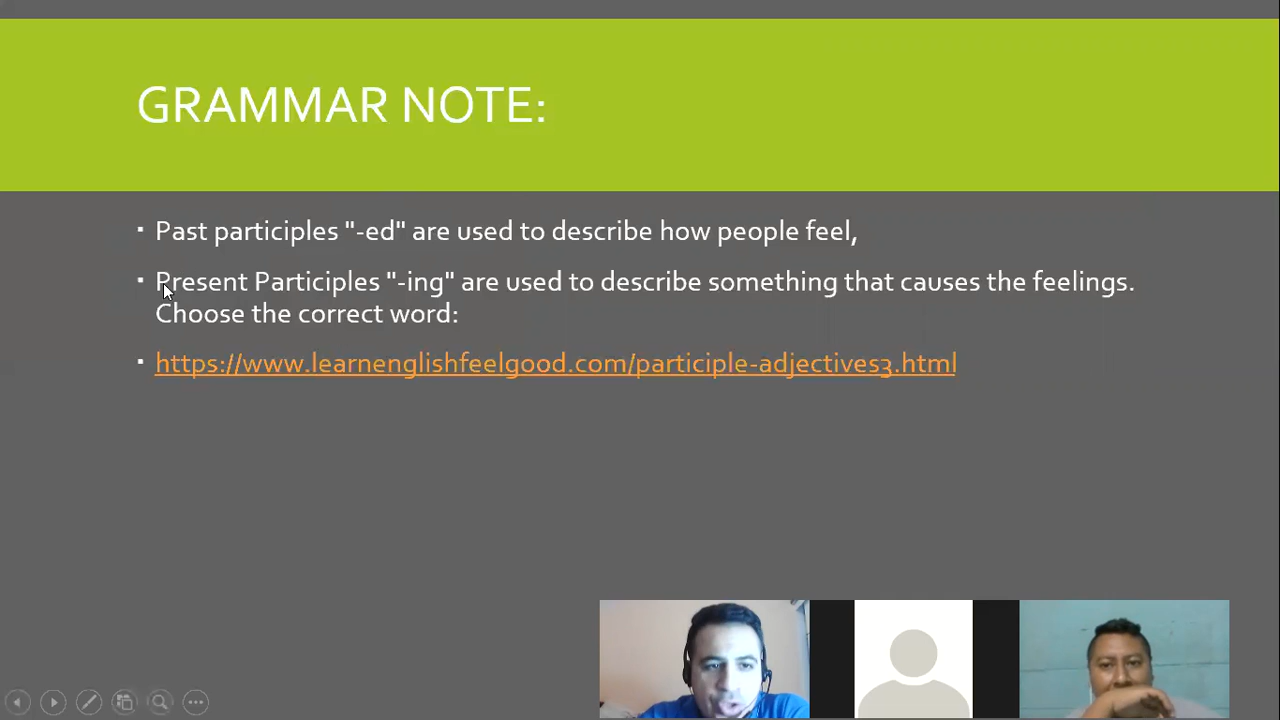 GRAMMAR NOTE:
▪ Past participles "-ed" are used to describe how people feel,
▪ Present Participles "-ing" are used to describe something that causes the feelings.
Choose the correct word:
▪ https://www.learnenglishfeelgood.com/participle-adjectives3.html